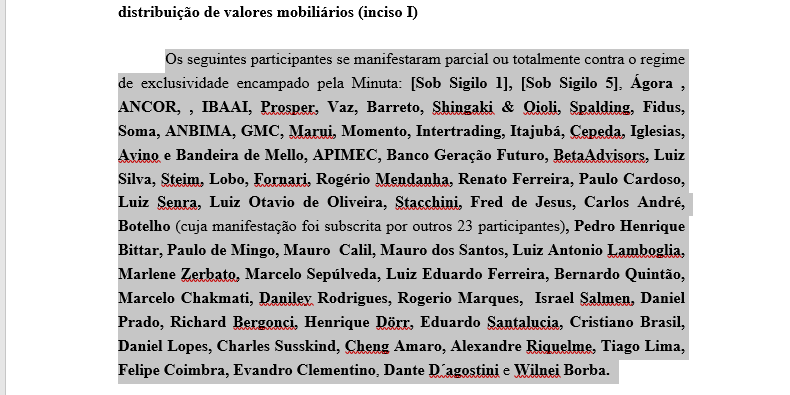 distribuição de valores mobiliários (inciso I)
Os seguintes participantes se manifestaram parcial ou totalmente contra o regime
de exclusividade encampado pela Minuta: [Sob Sigilo 1], [Sob Sigilo 5], Ágora ,
ANCOR, , IBAAI, Prosper, Vaz, Barreto, Shingaki & Oioli, Spalding, Fidus,
Soma, ANBIMA, GMC, Marui, Momento, Intertrading, Itajubá, Cepeda, Iglesias,
Avino e Bandeira de Mello, APIMEC, Banco Geração Futuro, BetaAdvisors, Luiz
Silva, Steim, Lobo, Fornari, Rogério Mendanha, Renato Ferreira, Paulo Cardoso,
Luiz Senra, Luiz Otavio de Oliveira, Stacchini, Fred de Jesus, Carlos André,
Botelho (cuja manifestação foi subscrita por outros 23 participantes), Pedro Henrique
Bittar, Paulo de Mingo, Mauro Calil, Mauro dos Santos, Luiz Antonio Lamboglia,
Marlene Zerbato, Marcelo Sepúlveda, Luiz Eduardo Ferreira, Bernardo Quintão,
Marcelo Chakmati, Daniley Rodrigues, Rogerio Marques, Israel Salmen, Daniel
Prado, Richard Bergonci, Henrique Dörr, Eduardo Santalucia, Cristiano Brasil,
Daniel Lopes, Charles Susskind, Cheng Amaro, Alexandre Riquelme, Tiago Lima,
Felipe Coimbra, Evandro Clementino, Dante D´agostini e Wilnei Borba.